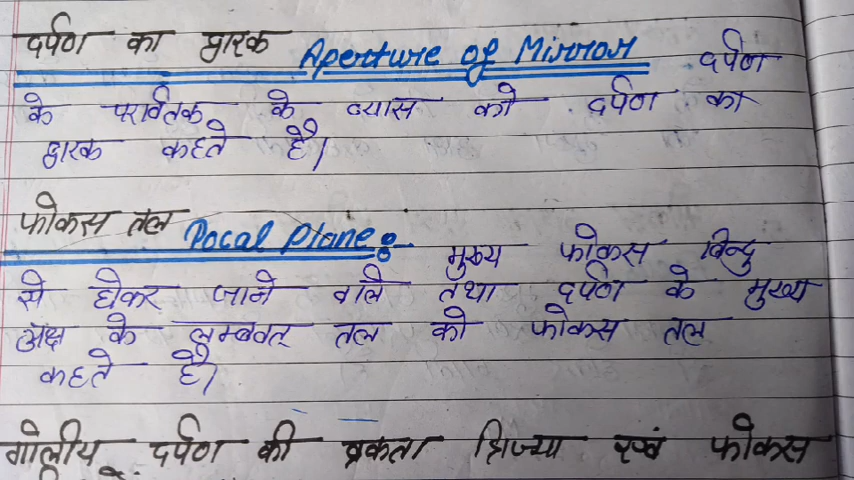 दर्पण का द्वारक Aperture of Mirror दर्पण
के परावर्तक के व्यास को दर्पण का
द्वारक कहते है।
फोकस तल Pocal Plane:- मुख्य फोकस बिन्दु
से होकर जाने वाले तथा दर्पण के मुख्य
अक्ष के लम्बवत् तल को फोकस तल
कहते है।
गोलीय दर्पण की वक्रता त्रिज्या एवं फोकस